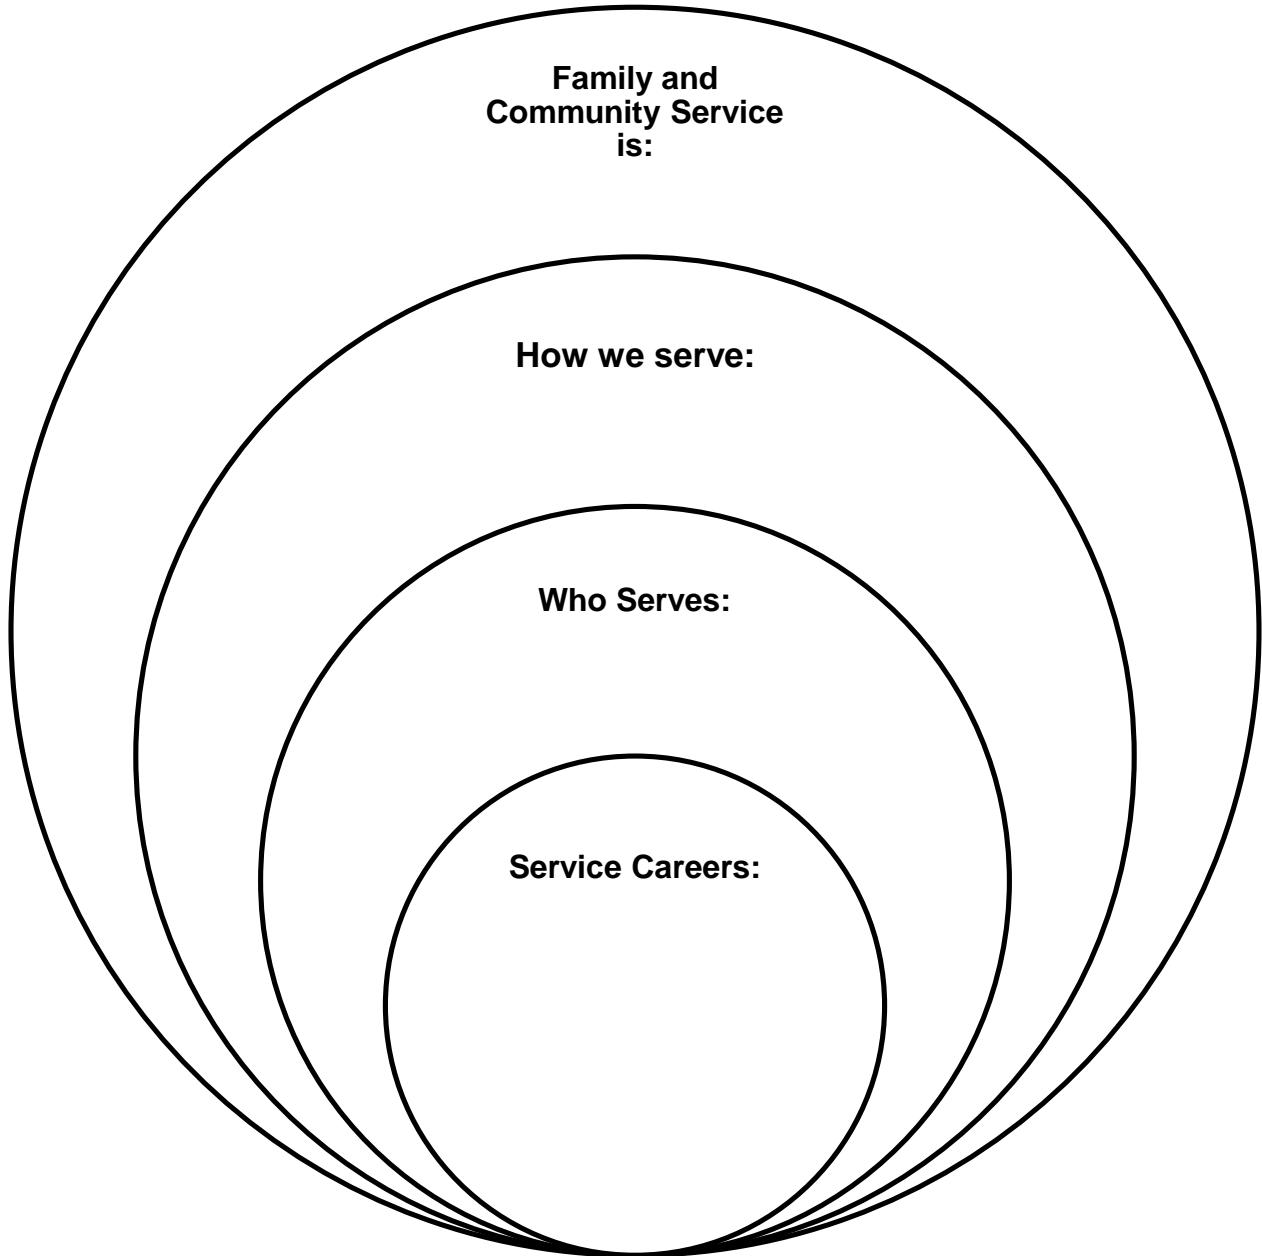 Family and
Community Service
is:
How we serve:
Who Serves:
Service Careers: